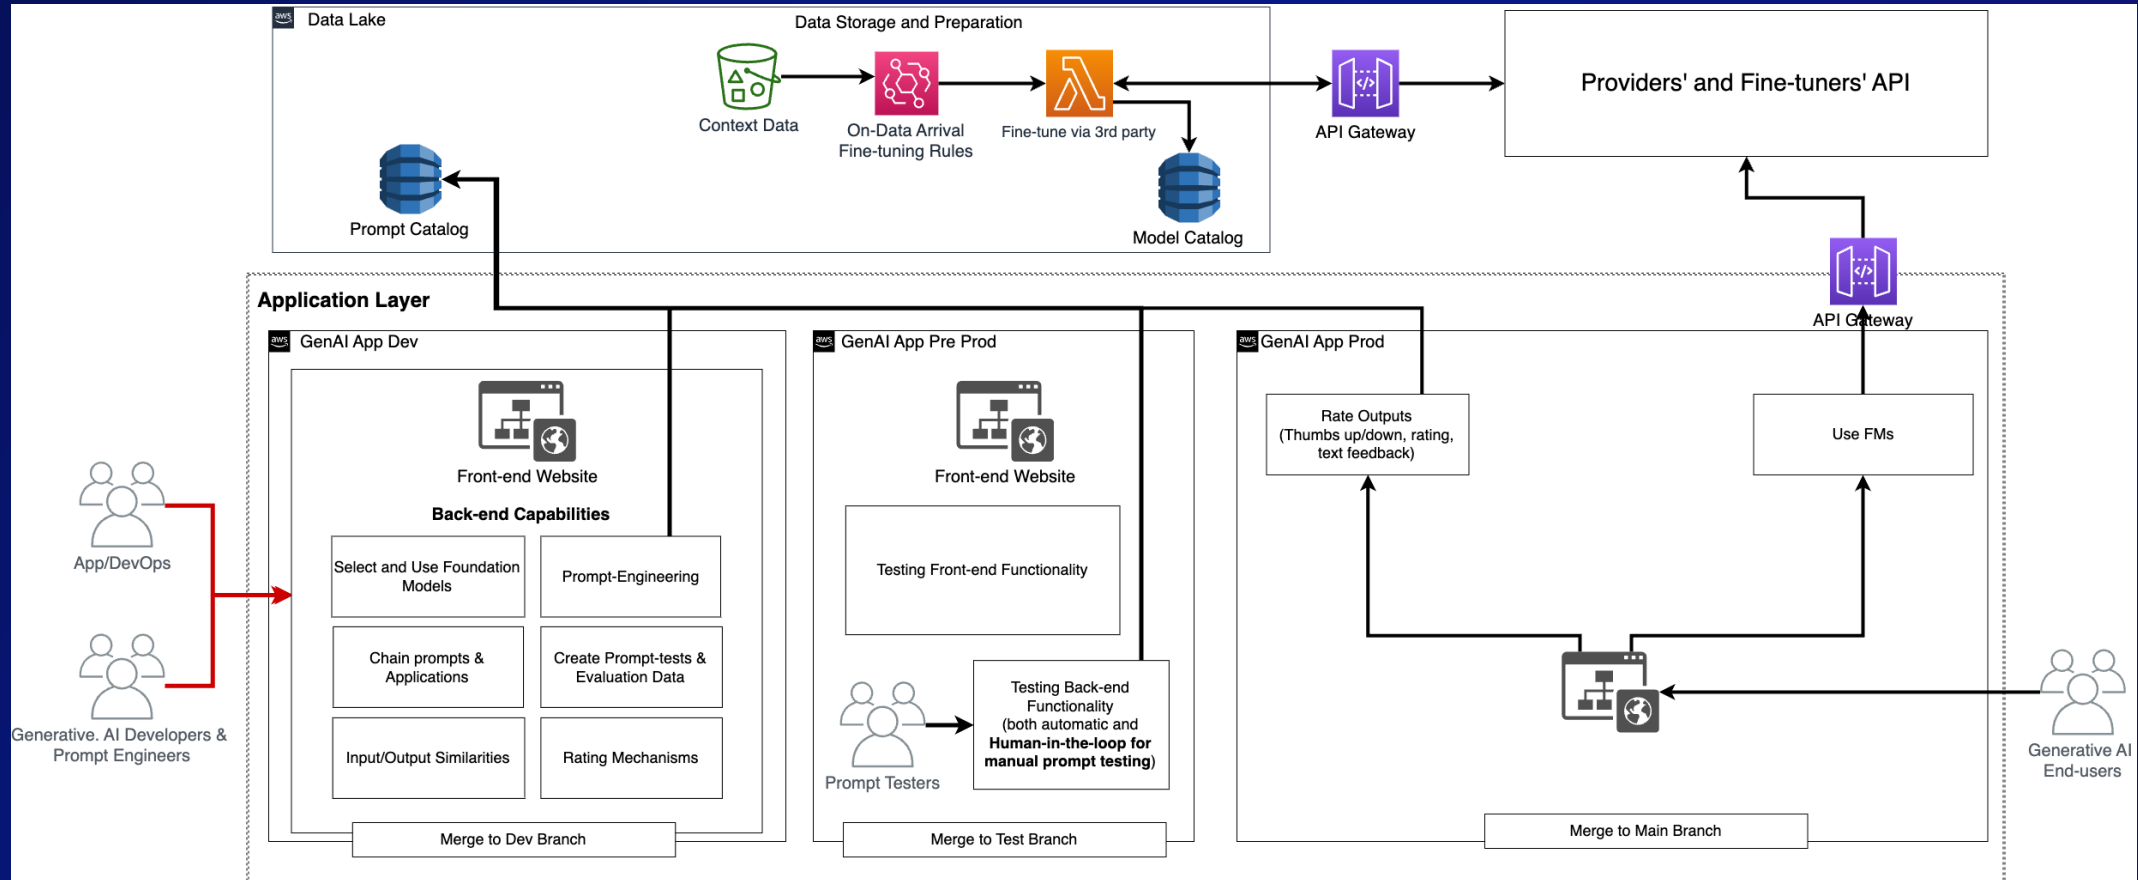 aws
Data Lake
Data Storage and Preparation
Context Data
On-Data Arrival
Fine-tuning Rules
Fine-tune via 3rd party
API Gateway
Providers' and Fine-tuners' API
Prompt Catalog
Model Catalog
Application Layer
API Gateway
aws
GenAI App Dev
Front-end Website
Back-end Capabilities
Select and Use Foundation
Models
Prompt-Engineering
Chain prompts &
Applications
Create Prompt-tests &
Evaluation Data
Input/Output Similarities
Rating Mechanisms
Merge to Dev Branch
App/DevOps
Generative. AI Developers &
Prompt Engineers
aws
GenAI App Pre Prod
Front-end Website
Testing Front-end Functionality
Testing Back-end
Functionality
(both automatic and
Human-in-the-loop for
manual prompt testing)
Prompt Testers
Merge to Test Branch
aws
GenAI App Prod
Rate Outputs
(Thumbs up/down, rating,
text feedback)
Use FMs
Merge to Main Branch
Generative AI
End-users